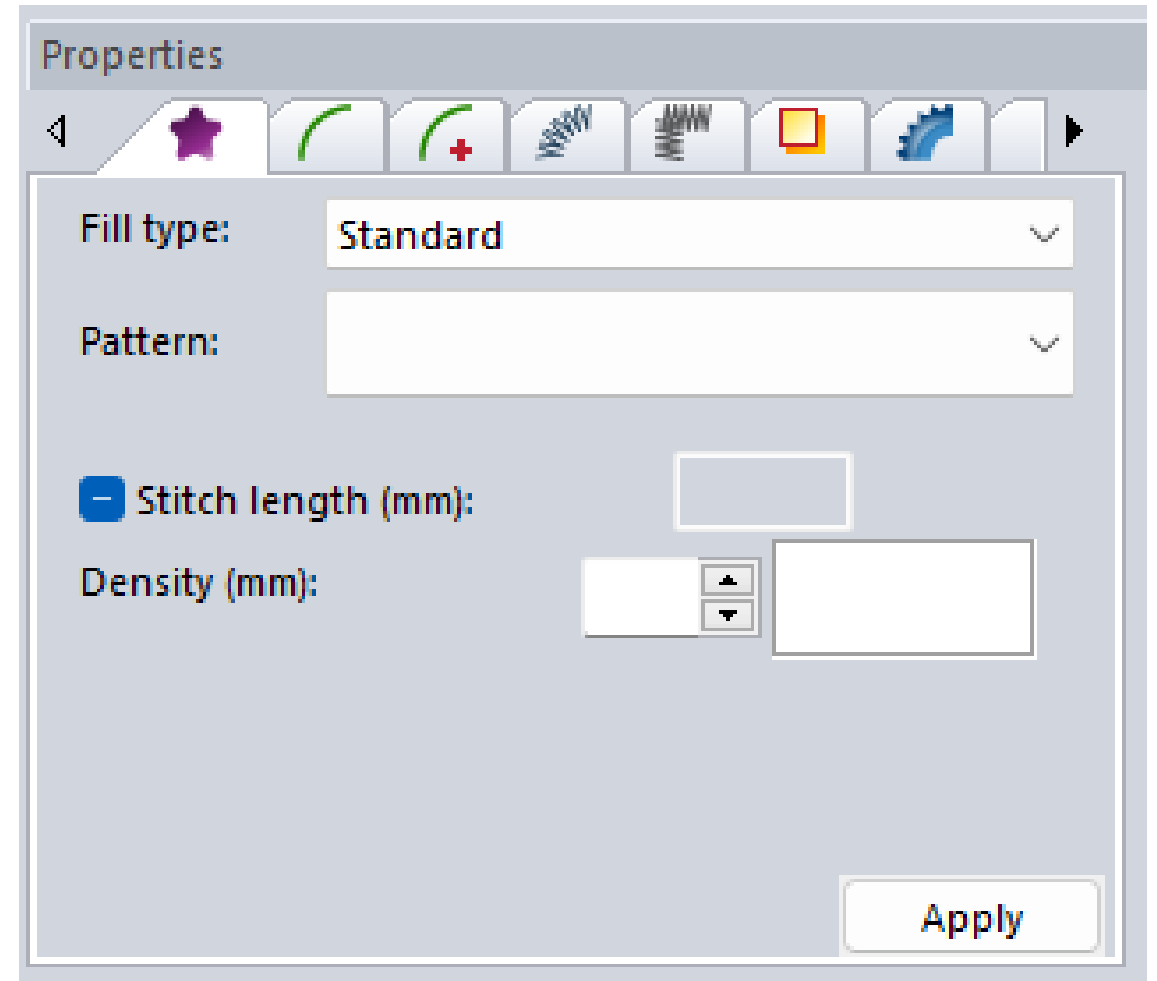 Properties
Fill type: Standard
Pattern:
Stitch length (mm):
Density (mm):
Apply